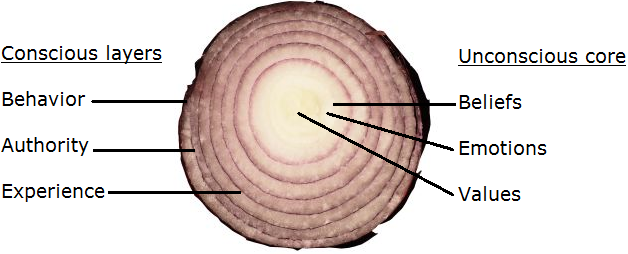 Conscious layers
Behavior
Authority
Experience
Unconscious core
Beliefs
Emotions
Values